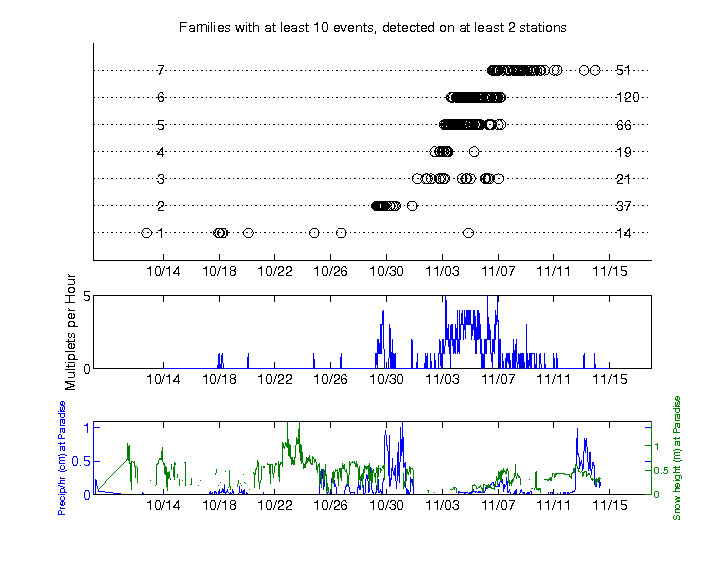 Families with at least 10 events, detected on at least 2 stations
7 51
6 120
5 66
4 19
3 21
2 37
1 14
10/14 10/18 10/22 10/26 10/30 11/03 11/07 11/11 11/15
Multiplets per Hour
5
0
10/14 10/18 10/22 10/26 10/30 11/03 11/07 11/11 11/15
Precip/hr (cm) at Paradise
1
0.5
0
1
0.5
0
Snow height (m) at Paradise
10/14 10/18 10/22 10/26 10/30 11/03 11/07 11/11 11/15